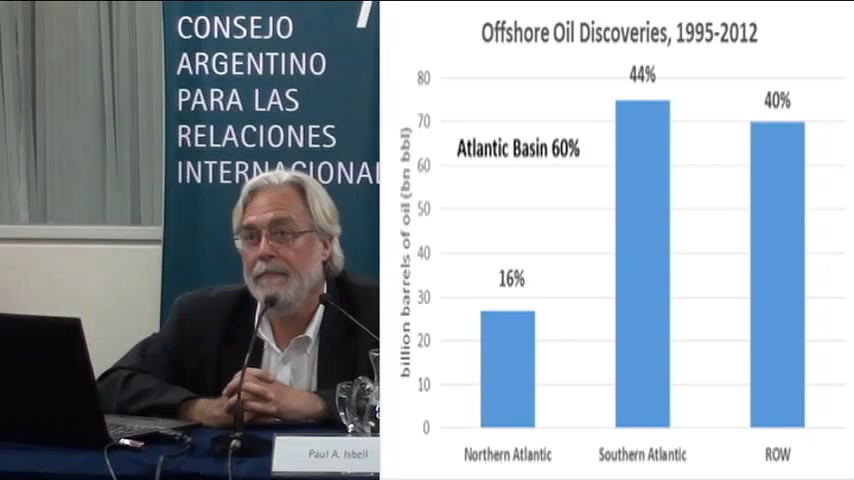 CONSEJO
ARGENTINO
PARA LAS
RELACIONES
INTERNACIONAL
Paul A. Isbell
Offshore Oil Discoveries, 1995-2012
billion barrels of oil (bn bbl)
80
70
60
50
40
30
20
10
0
Atlantic Basin 60%
16%
44%
40%
Northern Atlantic
Southern Atlantic
ROW